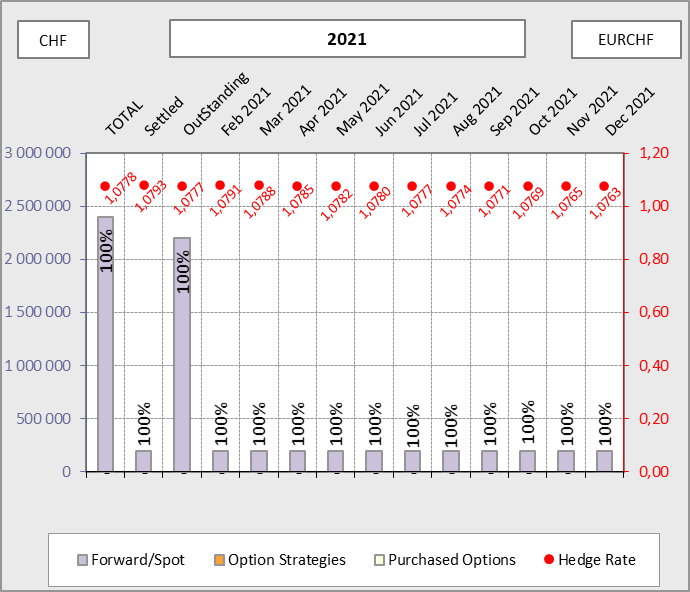 CHF
2021
EURCHF
TOTAL
Settled
OutStanding
Feb 2021
Mar 2021
Apr 2021
May 2021
Jun 2021
Jul 2021
Aug 2021
Sep 2021
Oct 2021
Nov 2021
Dec 2021
3 000 000
2 500 000
2 000 000
1 500 000
1 000 000
500 000
0
1,20
1,00
0,80
0,60
0,40
0,20
0,00
1,0778
1,0793
1,0777
1,0791
1,0788
1,0785
1,0782
1,0780
1,0777
1,0774
1,0771
1,0769
1,0765
1,0763
100%
100%
100%
100%
100%
100%
100%
100%
100%
100%
100%
100%
100%
100%
Forward/Spot
Option Strategies
Purchased Options
Hedge Rate